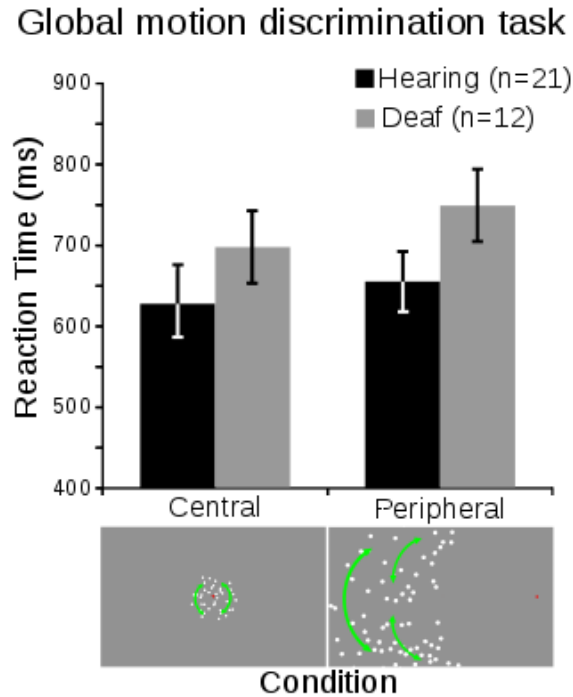 Global motion discrimination task
Hearing (n=21)
Deaf (n=12)
Reaction Time (ms)
900
800
700
600
500
400
Central
Peripheral
Condition